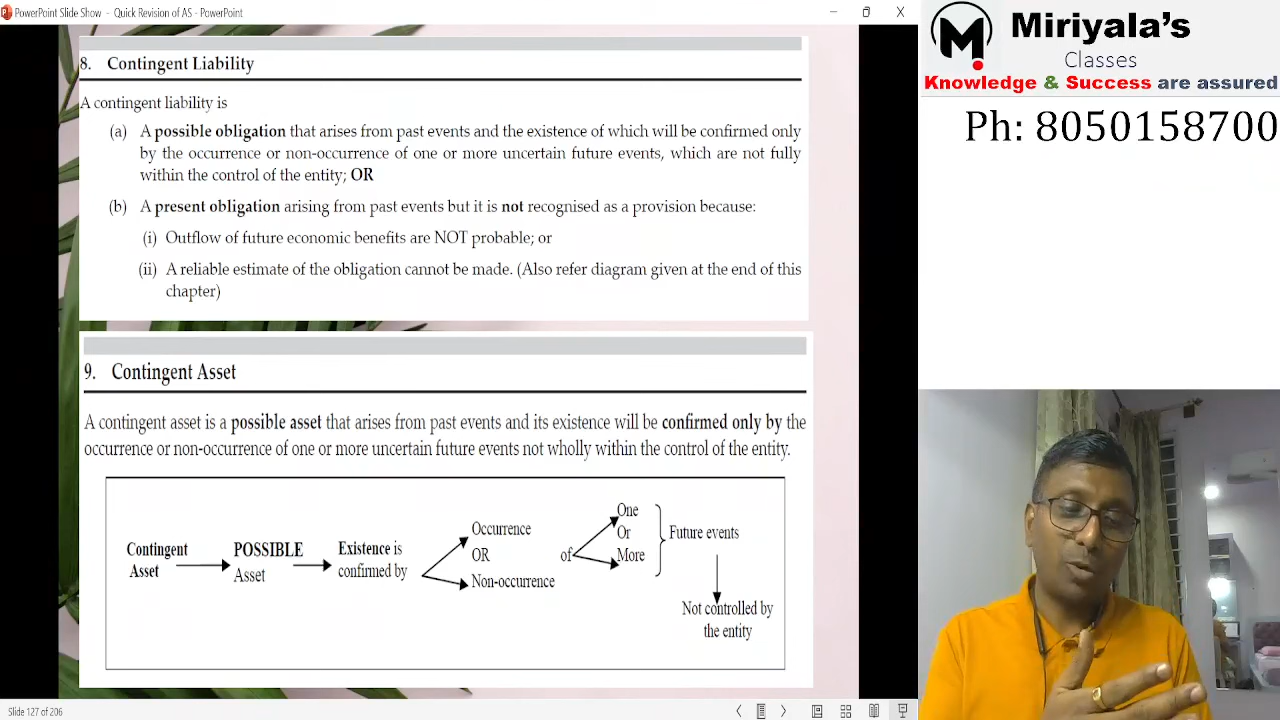 PowerPoint Slide Show - Quick Revision of AS - PowerPoint
8. Contingent Liability
A contingent liability is
(a) A possible obligation that arises from past events and the existence of which will be confirmed only
by the occurrence or non-occurrence of one or more uncertain future events, which are not fully
within the control of the entity; OR
(b) A present obligation arising from past events but it is not recognised as a provision because:
(i) Outflow of future economic benefits are NOT probable; or
(ii) A reliable estimate of the obligation cannot be made. (Also refer diagram given at the end of this
chapter)
9. Contingent Asset
A contingent asset is a possible asset that arises from past events and its existence will be confirmed only by the
occurrence or non-occurrence of one or more uncertain future events not wholly within the control of the entity.
Contingent
Asset
POSSIBLE
Asset
Existence is
confirmed by
Occurrence
OR
Non-occurrence
of
One
Or
More
Future events
Not controlled by
the entity
Slide 127 of 206
M
Miriyala's
Classes
Knowledge & Success are assured
Ph: 8050158700